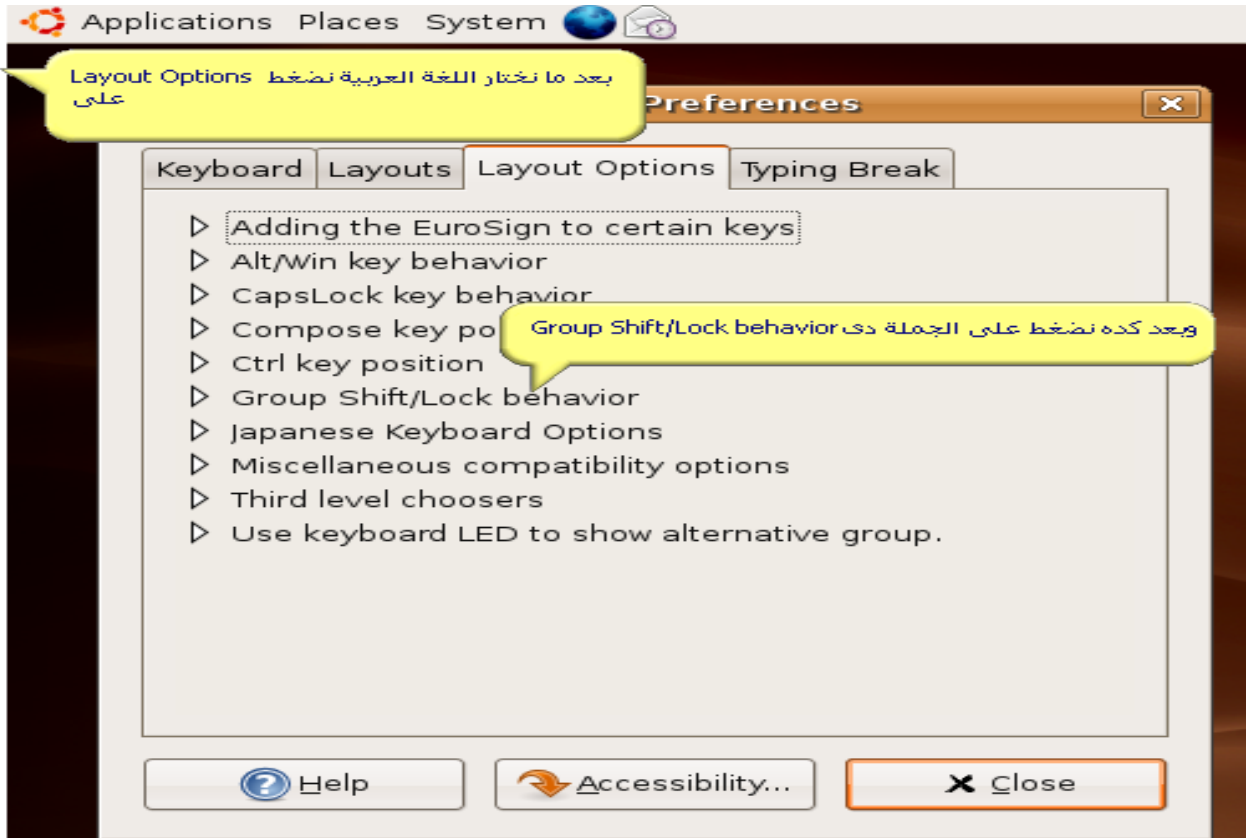 Applications Places System
بعد ما نختار اللغة العربية نضغط Layout Options
على
Preferences
Keyboard Layouts Layout Options Typing Break
Adding the EuroSign to certain keys
Alt/Win key behavior
CapsLock key behavior
Compose key po
وبعد كده نضغط على الجملة دى Group Shift/Lock behavior
Ctrl key position
Group Shift/Lock behavior
Japanese Keyboard Options
Miscellaneous compatibility options
Third level choosers
Use keyboard LED to show alternative group.
Help Accessibility... Close